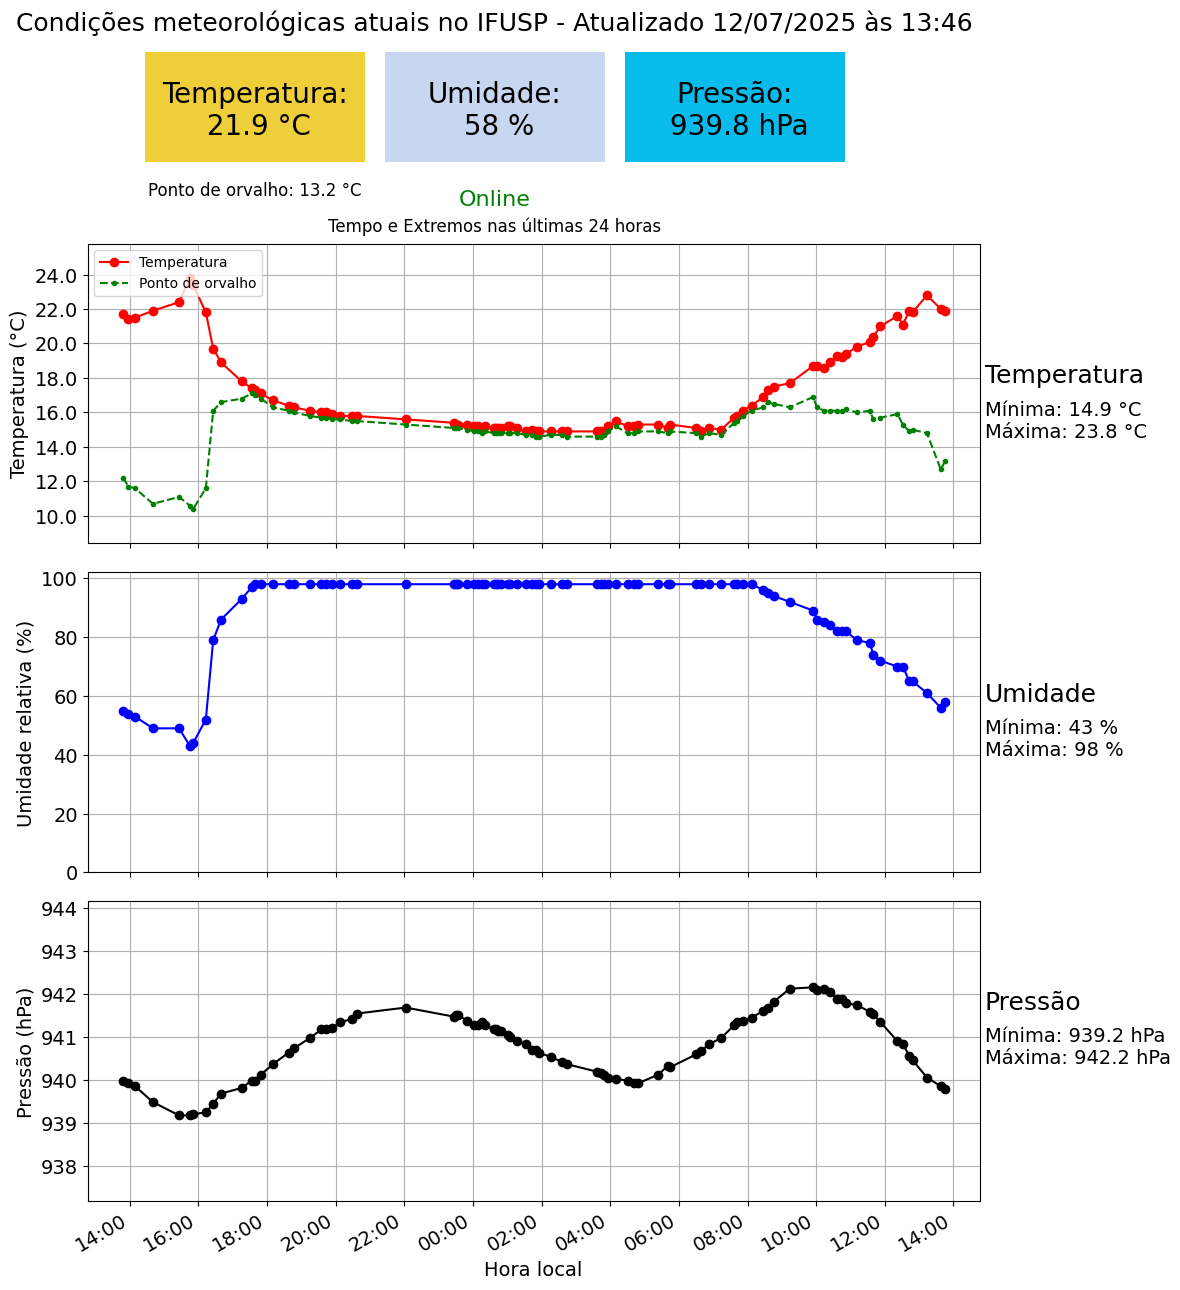 Condições meteorológicas atuais no IFUSP - Atualizado 12/07/2025 às 13:46
Temperatura:
21.9 °C
Umidade:
58 %
Pressão:
939.8 hPa
Ponto de orvalho: 13.2 °C
Online
Tempo e Extremos nas últimas 24 horas
Temperatura
Ponto de orvalho
Temperatura (°C)
24.0
22.0
20.0
18.0
16.0
14.0
12.0
10.0
Temperatura
Mínima: 14.9 °C
Máxima: 23.8 °C
Umidade relativa (%)
100
80
60
40
20
0
Umidade
Mínima: 43 %
Máxima: 98 %
Pressão (hPa)
944
943
942
941
940
939
938
Pressão
Mínima: 939.2 hPa
Máxima: 942.2 hPa
14:00
16:00
18:00
20:00
22:00
00:00
02:00
04:00
06:00
08:00
10:00
12:00
14:00
Hora local